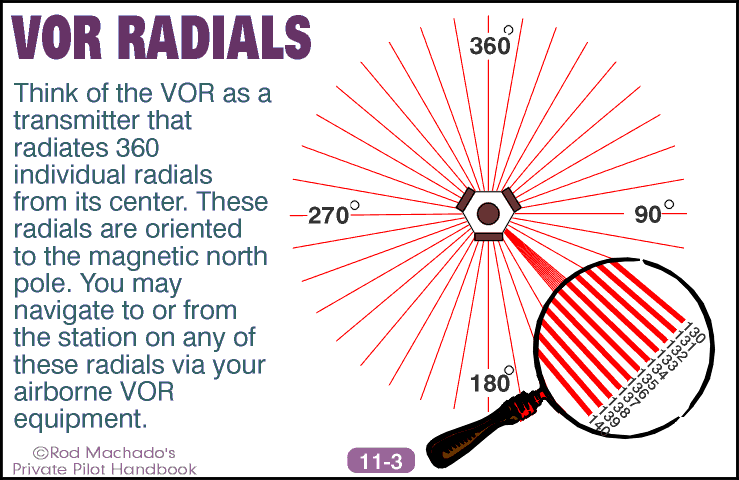 VOR RADIALS
Think of the VOR as a
transmitter that
radiates 360
individual radials
from its center. These
radials are oriented
to the magnetic north
pole. You may
navigate to or from
the station on any of
these radials via your
airborne VOR
equipment.
©Rod Machado's
Private Pilot Handbook
360°
270°
90°
180°
130
131
132
133
134
135
136
137
138
139
140
11-3